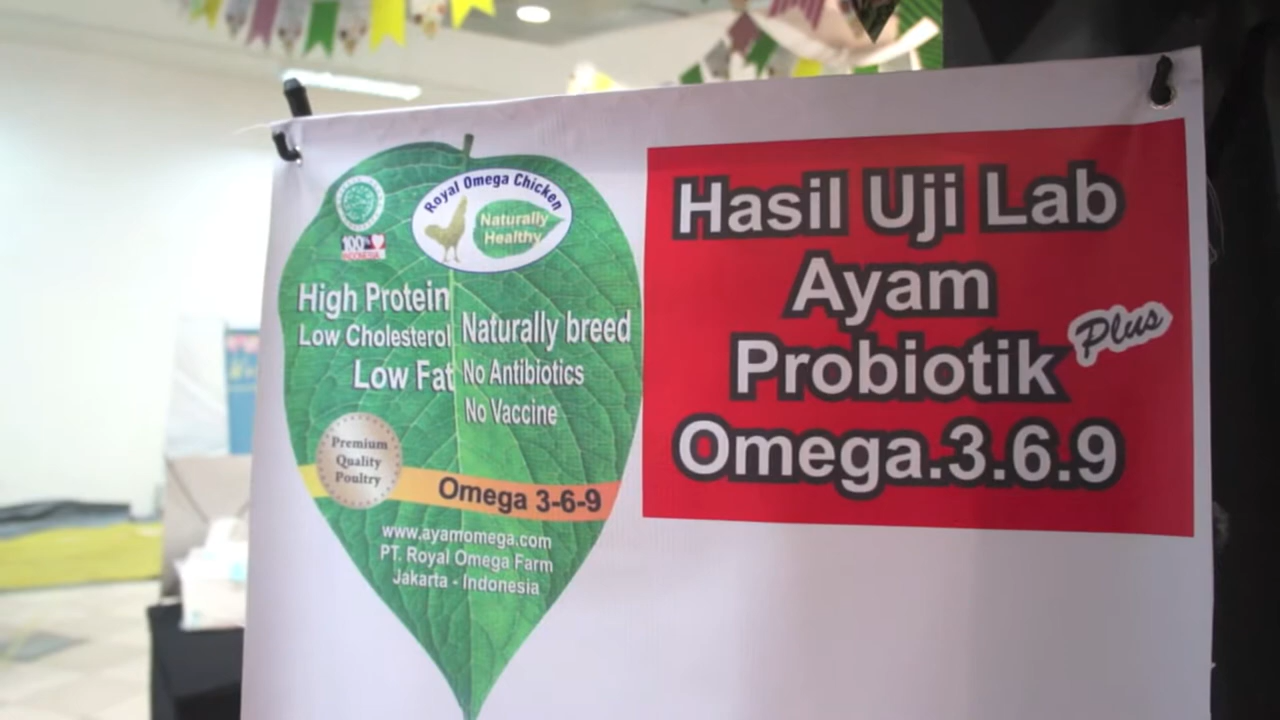 Royal Omega Chicken
Naturally
Healthy
100%
INDONESIA
High Protein
Low Cholesterol
Low Fat
Naturally breed
No Antibiotics
No Vaccine
Premium
Quality
Poultry
Omega 3-6-9
www.ayamomega.com
PT. Royal Omega Farm
Jakarta - Indonesia
Hasil Uji Lab
Ayam
Probiotik Plus
Omega.3.6.9